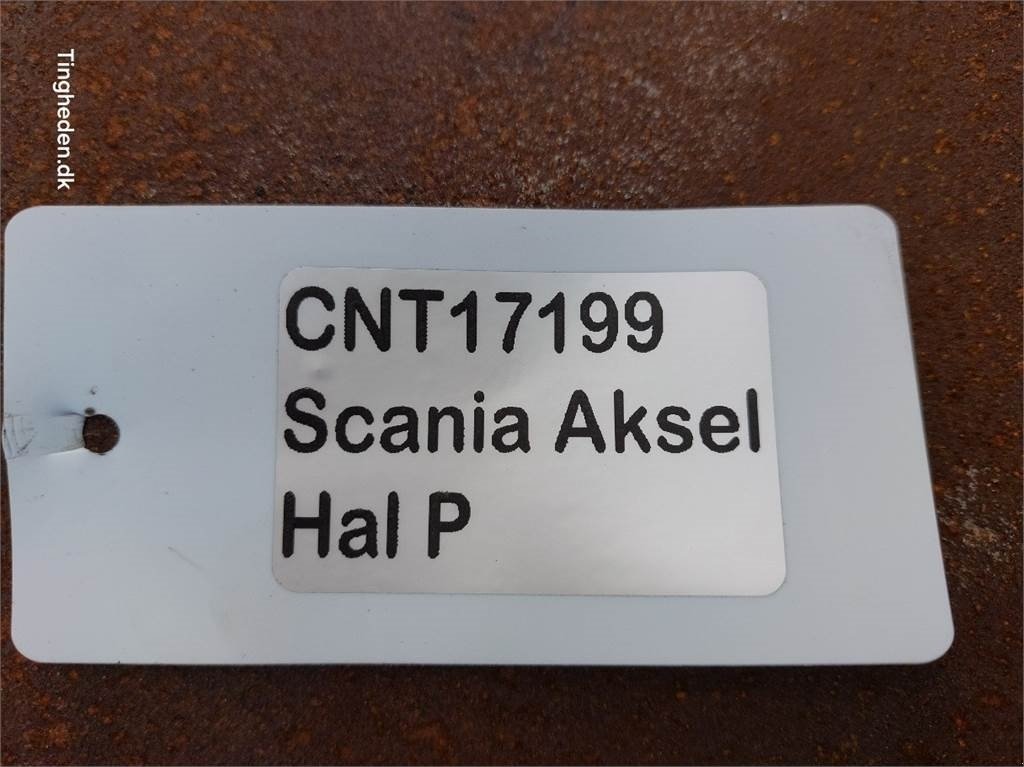 Tingheden.dk
CNT17199
Scania Aksel
Hal P